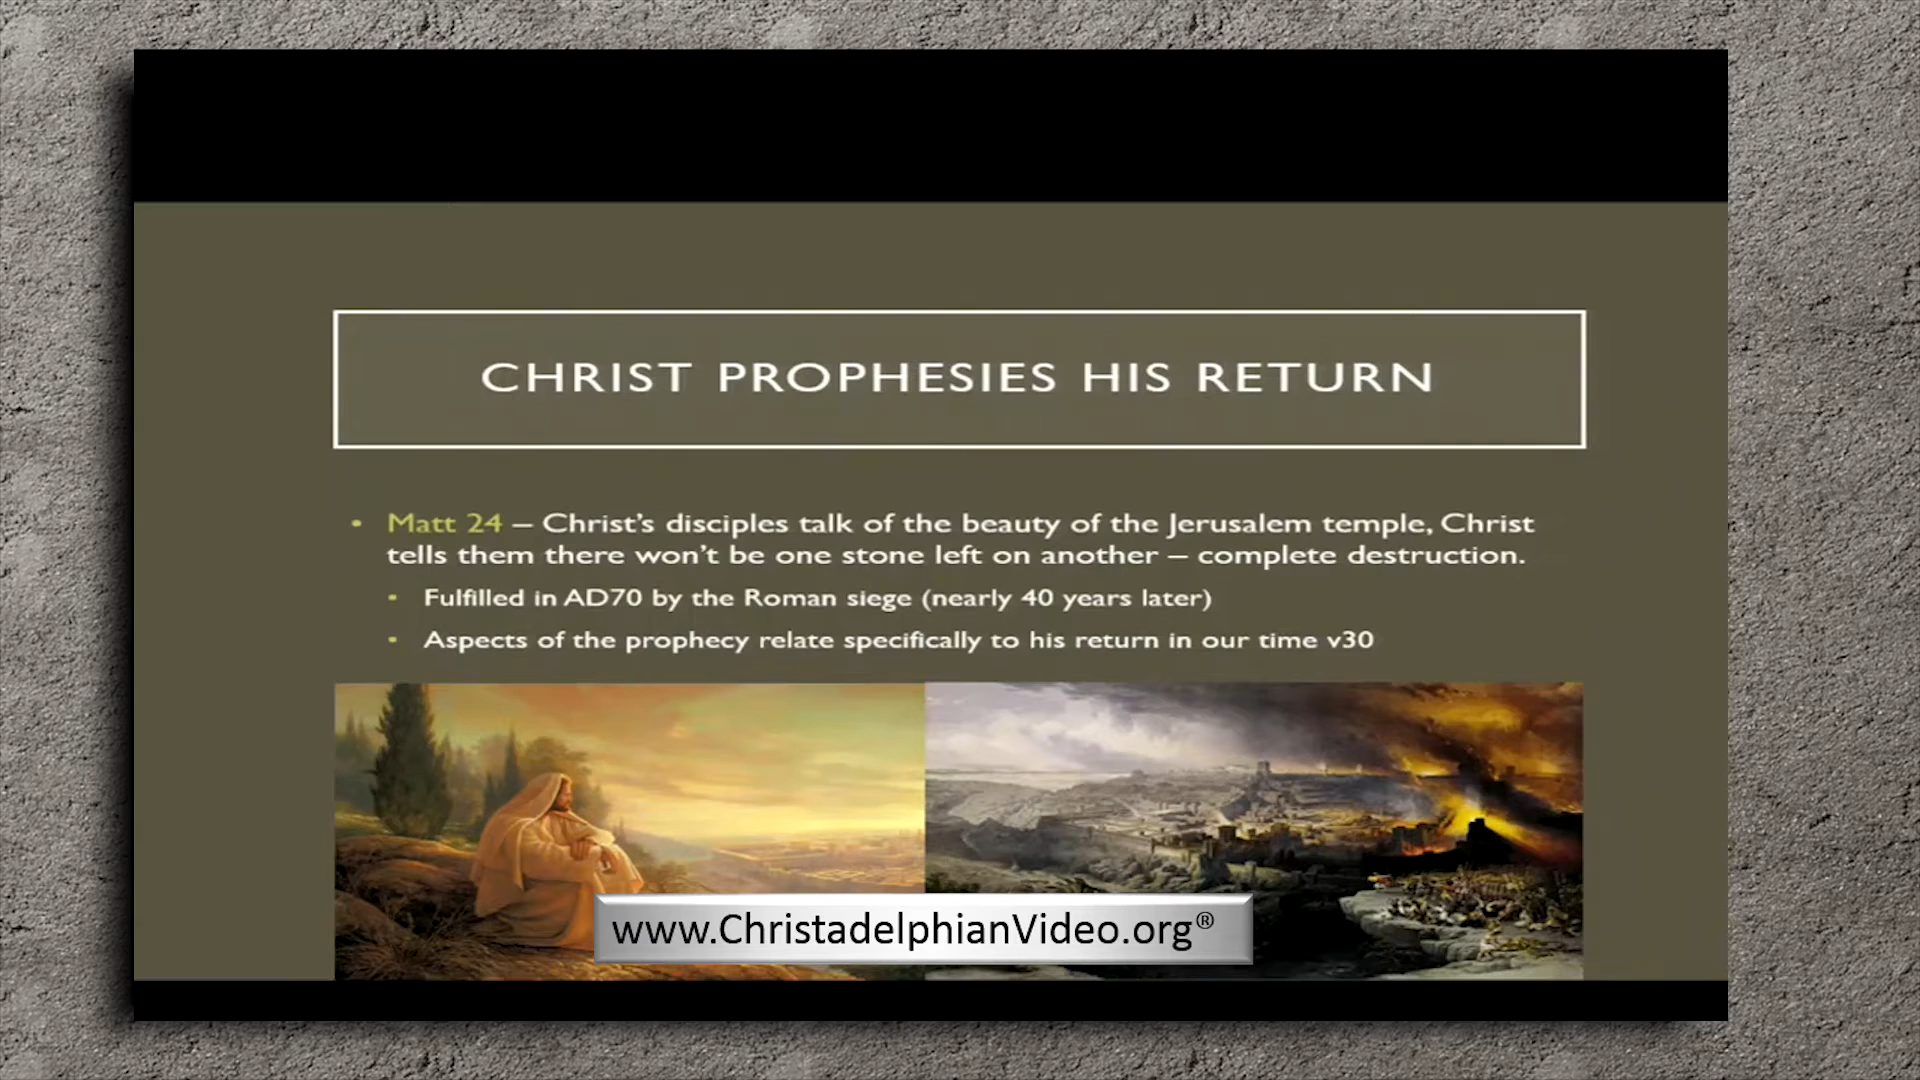 CHRIST PROPHESIES HIS RETURN
• Matt 24 – Christ's disciples talk of the beauty of the Jerusalem temple, Christ
tells them there won't be one stone left on another – complete destruction.
• Fulfilled in AD70 by the Roman siege (nearly 40 years later)
• Aspects of the prophecy relate specifically to his return in our time v30
www.ChristadelphianVideo.org®